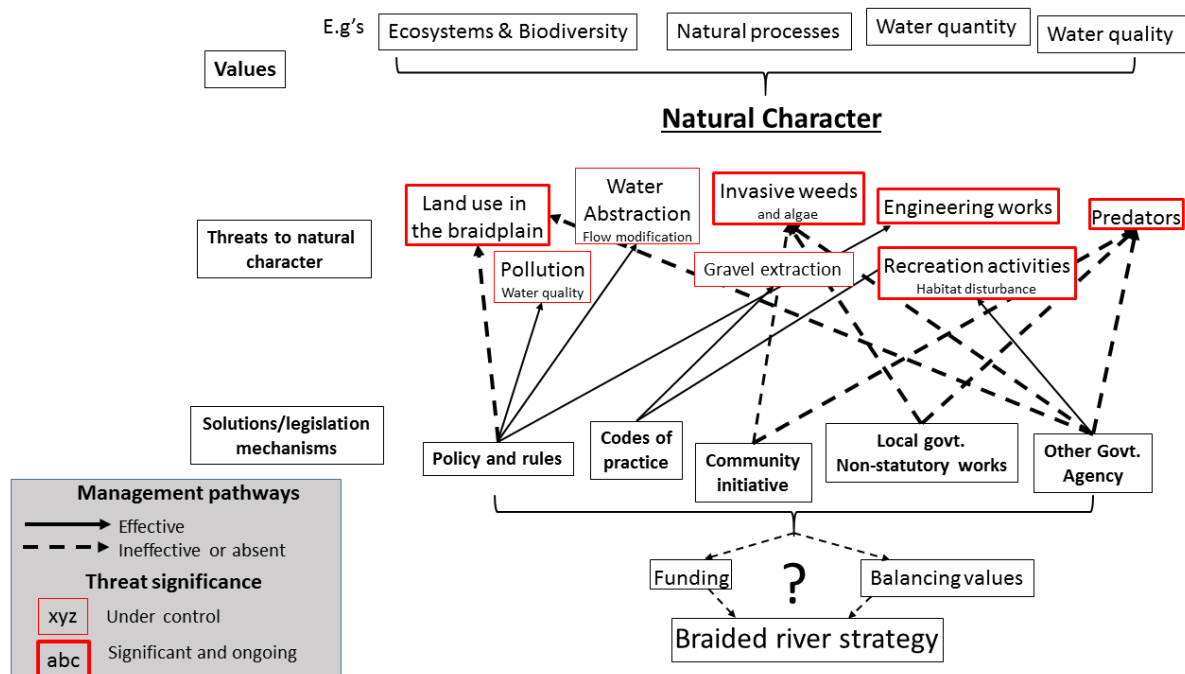 E.g's
Ecosystems & Biodiversity
Natural processes
Water quantity
Water quality
Values
Natural Character
Land use in
the braidplain
Water
Abstraction
Flow modification
Invasive weeds
and algae
Engineering works
Predators
Threats to natural
character
Pollution
Water quality
Gravel extraction
Recreation activities
Habitat disturbance
Solutions/legislation
mechanisms
Policy and rules
Codes of
practice
Community
initiative
Local govt.
Non-statutory works
Other Govt.
Agency
Management pathways
Effective
Ineffective or absent
Threat significance
xyz
Under control
abc
Significant and ongoing
Funding
?
Balancing values
Braided river strategy